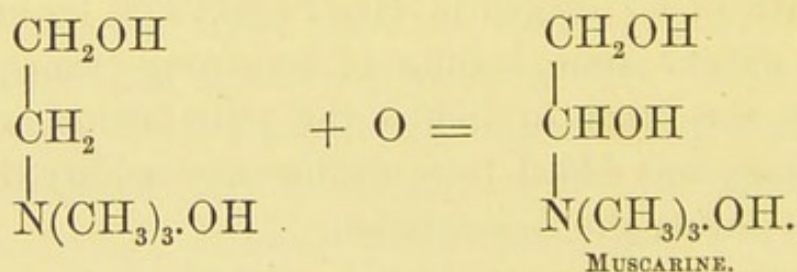 CH₂OH CH₂OH
CH₂ + O = CHOH
N(CH₃)₃.OH N(CH₃)₃.OH.
MUSCARINE.